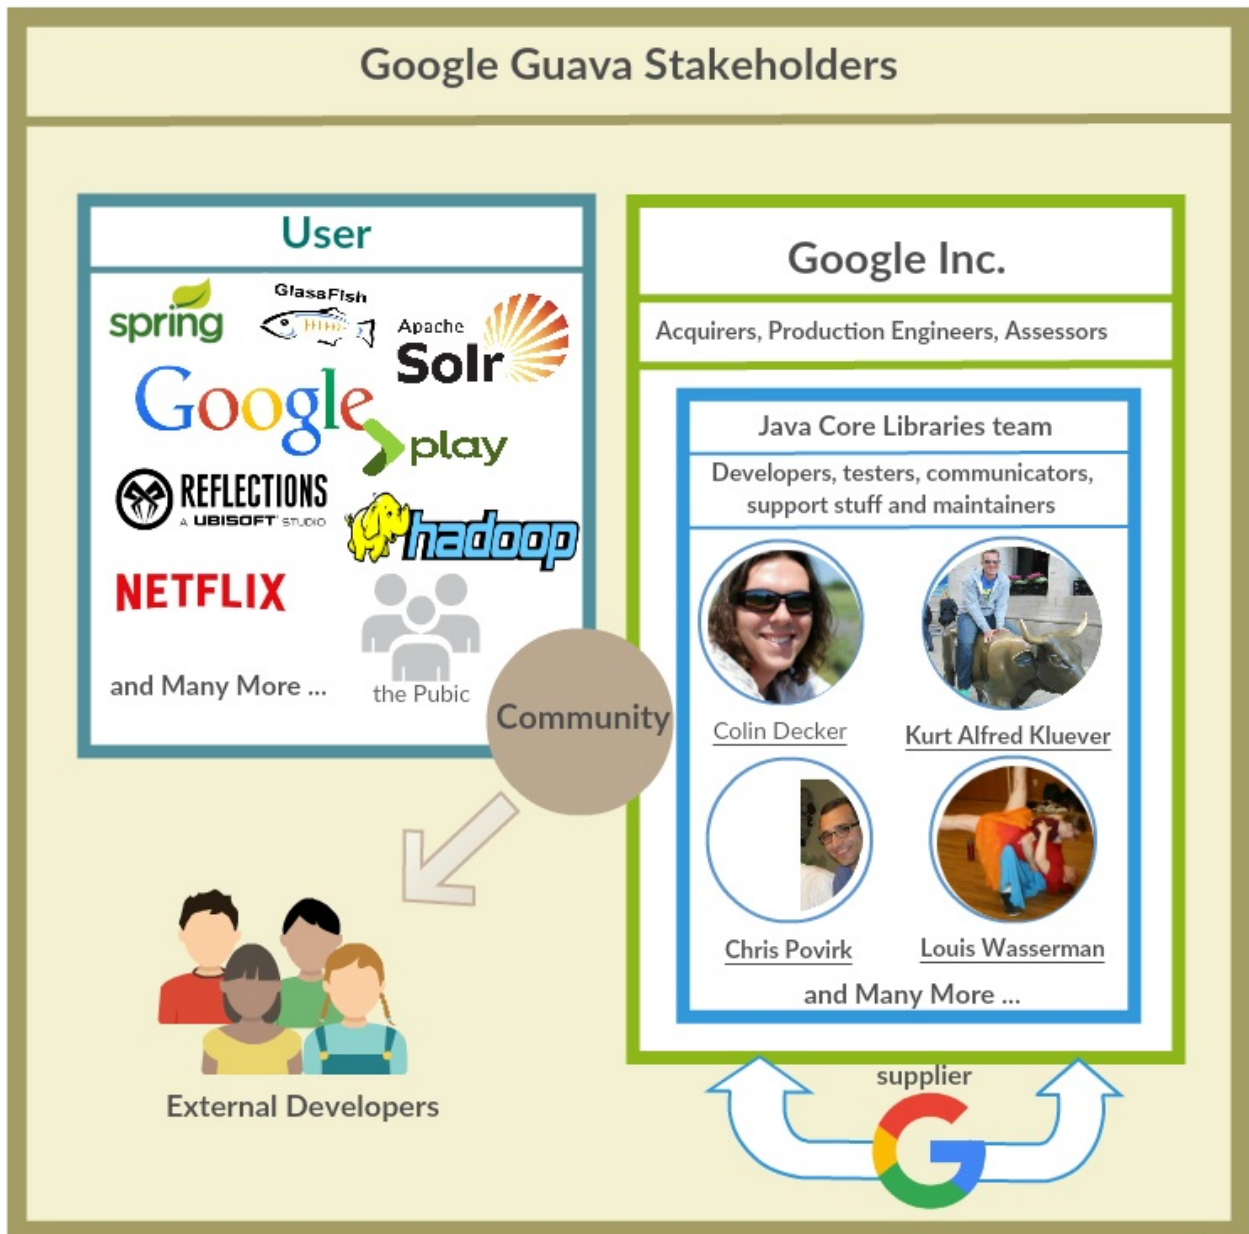 Google Guava Stakeholders
User
spring
GlassFish
Apache
Solr
Google
play
REFLECTIONS
A UBISOFT STUDIO
hadoop
NETFLIX
and Many More ...
the Pubic
Community
External Developers
Google Inc.
Acquirers, Production Engineers, Assessors
Java Core Libraries team
Developers, testers, communicators,
support stuff and maintainers
Colin Decker
Kurt Alfred Kluever
Chris Povirk
Louis Wasserman
and Many More ...
supplier
G